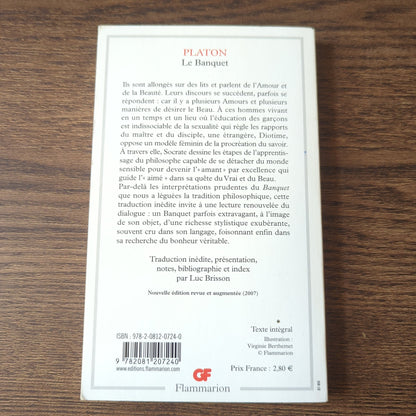 PLATON
Le Banquet
Ils sont allongés sur des lits et parlent de l'Amour et
de la Beauté. Leurs discours se succèdent, parfois se
répondent : car il y a plusieurs Amours et plusieurs
manières de désirer le Beau. À ces hommes vivant
en un temps et un lieu où l'éducation des garçons
est indissociable de la sexualité qui règle les rapports
du maître et du disciple, une étrangère, Diotime,
oppose un modèle féminin de la procréation du savoir.
À travers elle, Socrate dessine les étapes de l'apprentis-
sage du philosophe capable de se détacher du monde
sensible pour devenir l'« amant » par excellence qui
guide l'« aimé » dans sa quête du Vrai et du Beau.
Par-delà les interprétations prudentes du Banquet
que nous a léguées la tradition philosophique, cette
traduction inédite invite à une lecture renouvelée du
dialogue : un Banquet parfois extravagant, à l'image
de son objet, d'une richesse stylistique exubérante,
souvent cru dans son langage, foisonnant enfin dans
sa recherche du bonheur véritable.
Traduction inédite, présentation,
notes, bibliographie et index
par Luc Brisson
Nouvelle édition revue et augmentée (2007)
Texte intégral
Illustration :
Virginie Berthemet
© Flammarion
ISBN : 978-2-0812-0724-0
9 782081 207240
www.editions.flammarion.com
GF
Flammarion
Prix France : 2,80 €